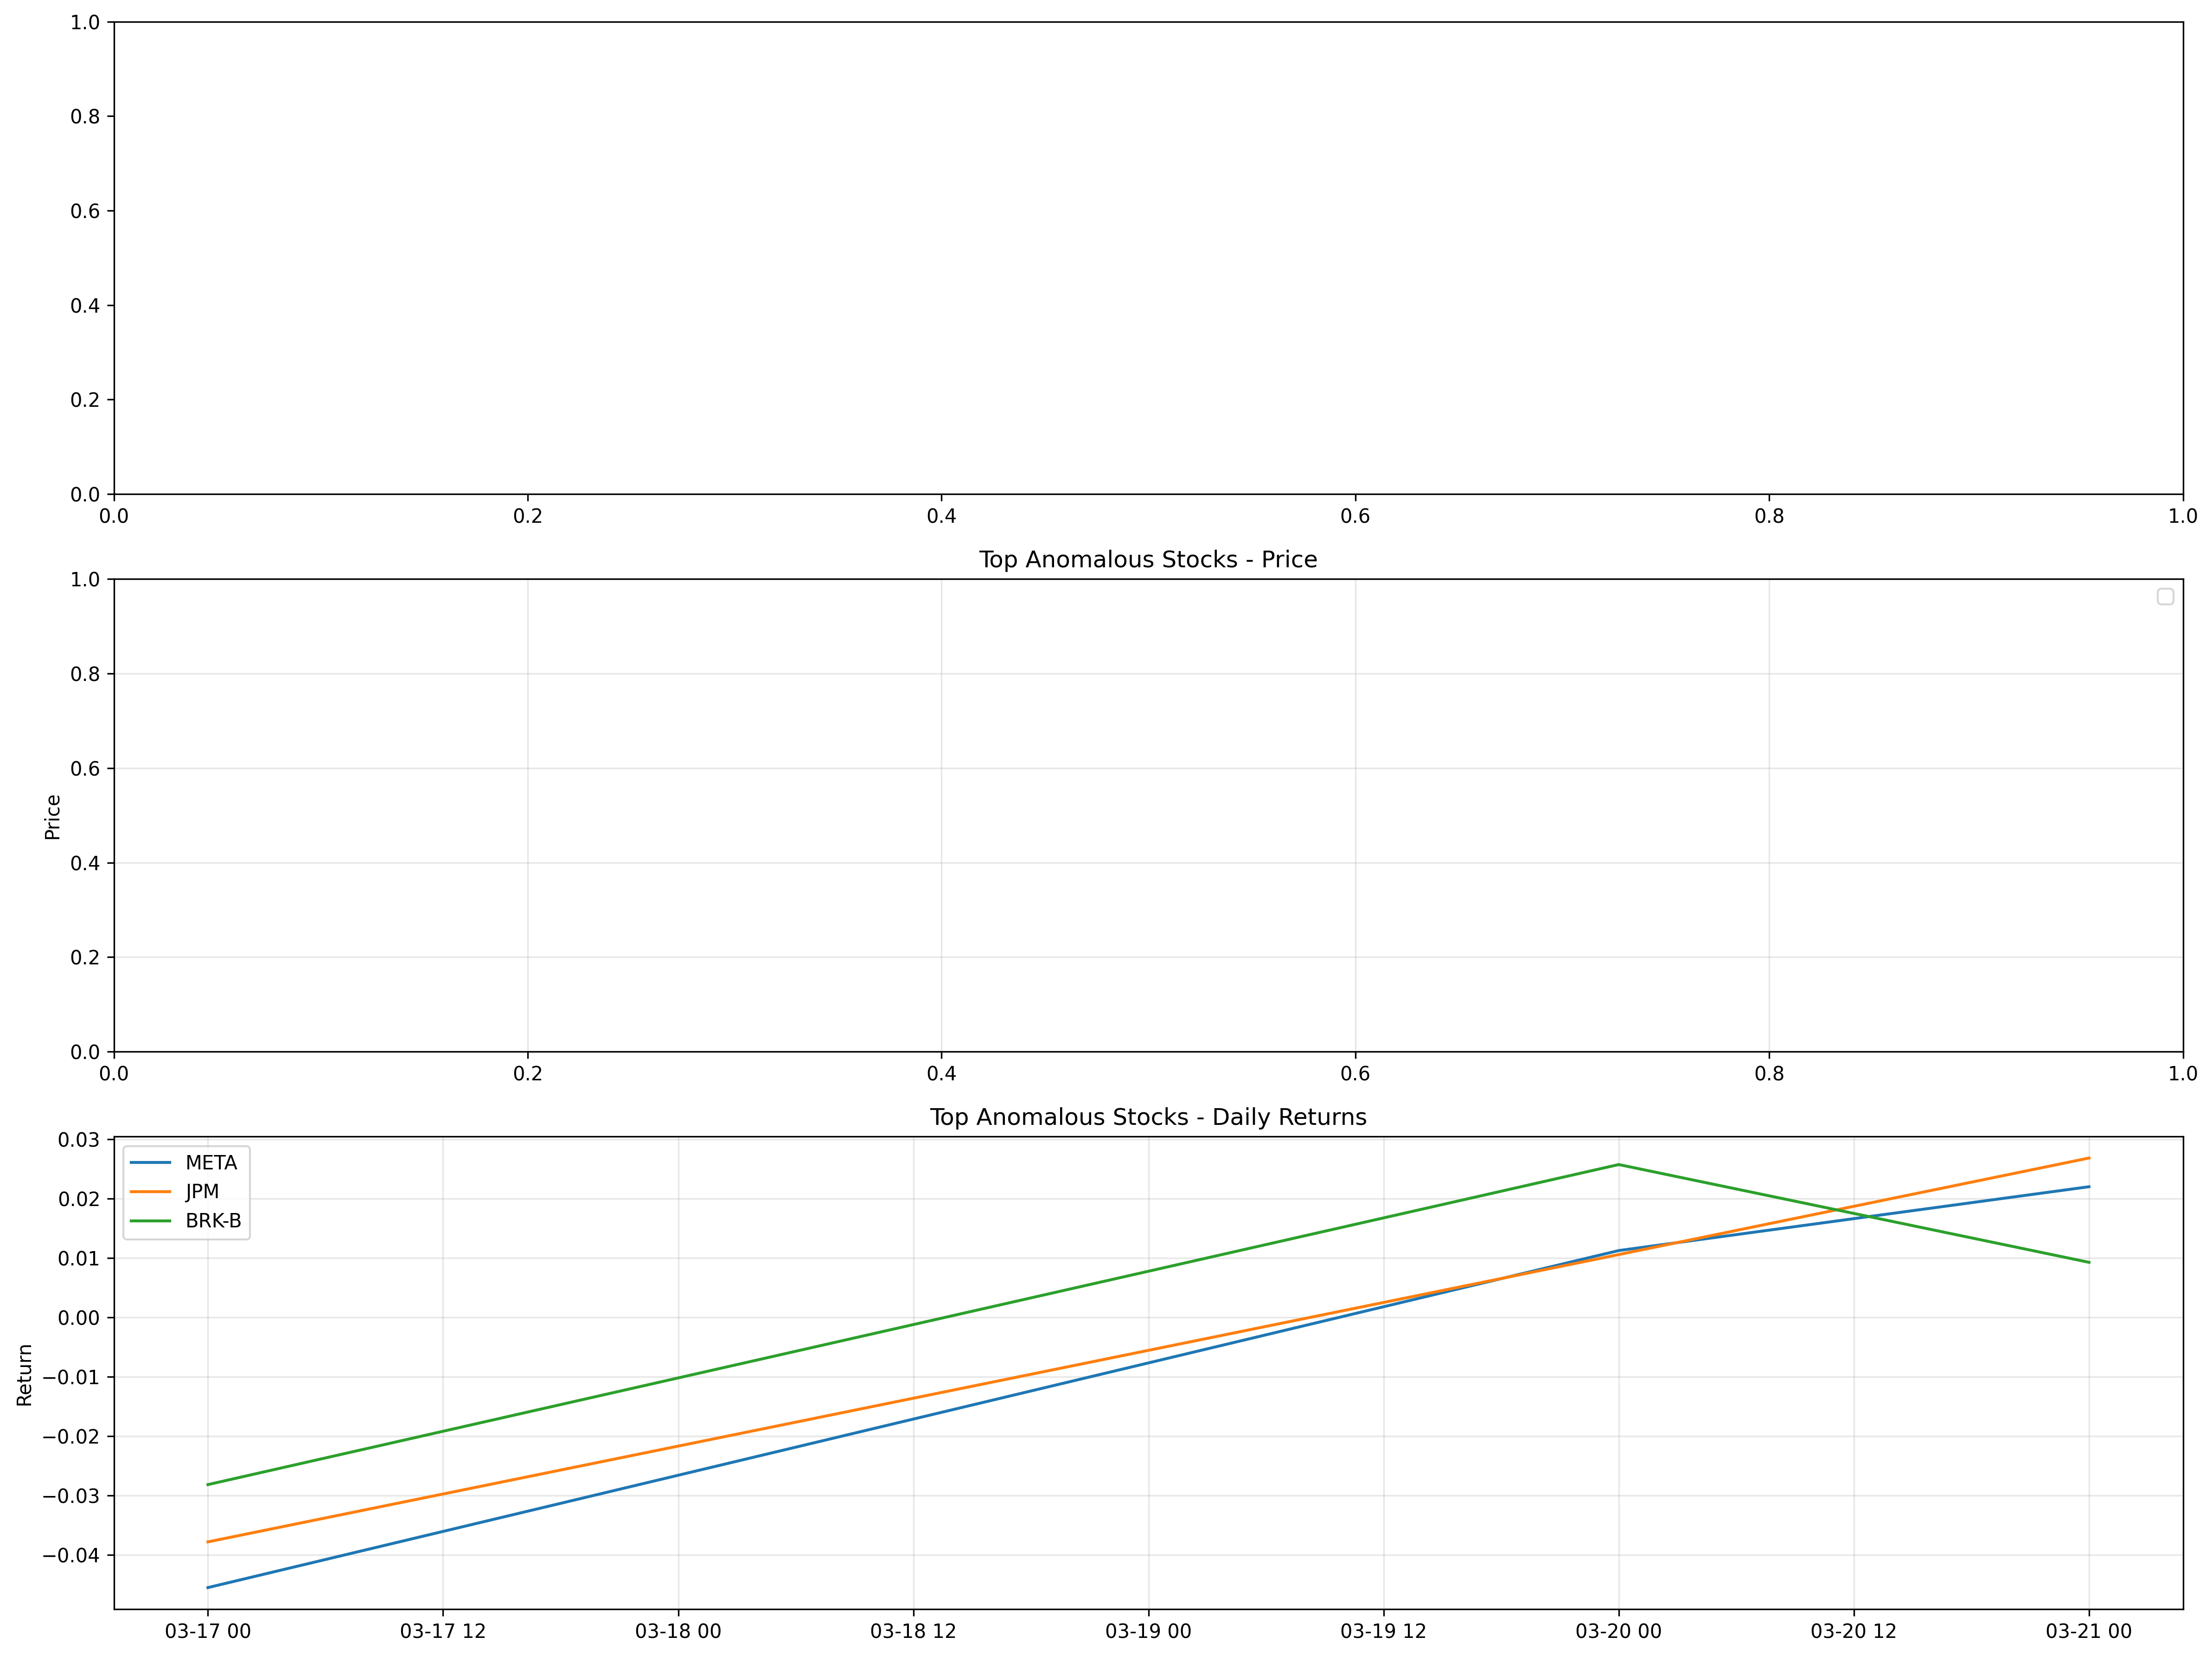 1.0
0.8
0.6
0.4
0.2
0.0
0.0 0.2 0.4 0.6 0.8 1.0
Top Anomalous Stocks - Price
1.0
0.8
0.6
0.4
0.2
0.0
Price
0.0 0.2 0.4 0.6 0.8 1.0
Top Anomalous Stocks - Daily Returns
META
JPM
BRK-B
0.03
0.02
0.01
0.00
−0.01
−0.02
−0.03
−0.04
Return
03-17 00 03-17 12 03-18 00 03-18 12 03-19 00 03-19 12 03-20 00 03-20 12 03-21 00